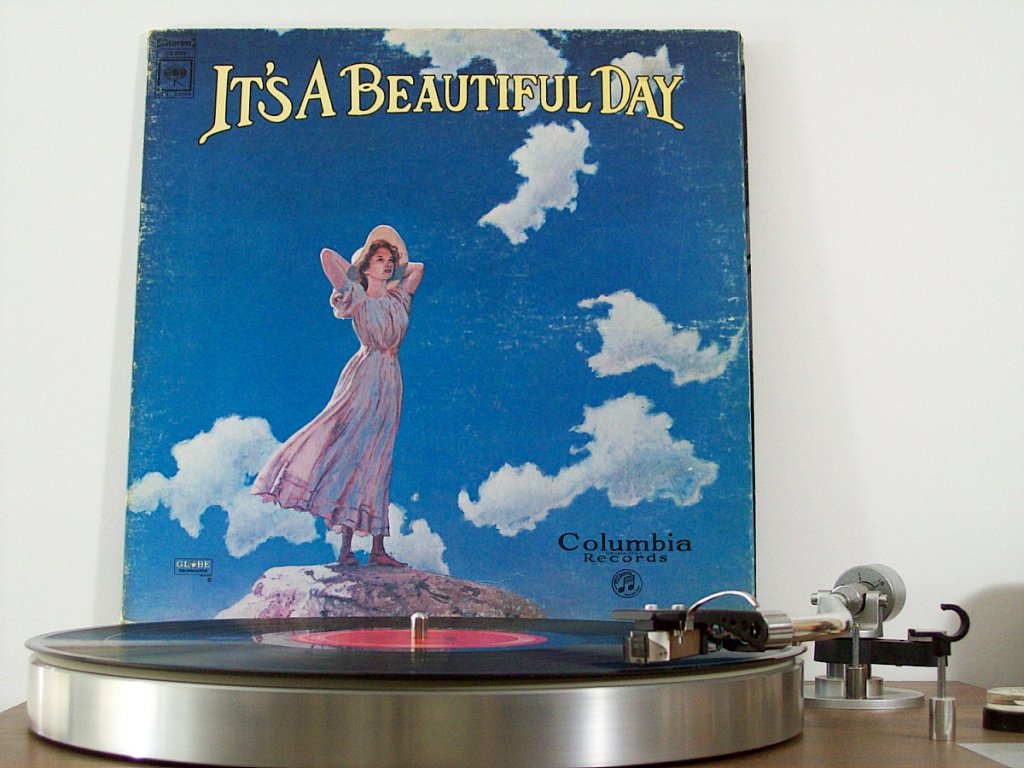 Stereo
IT'S A BEAUTIFUL DAY
Columbia
Records
GLOBE